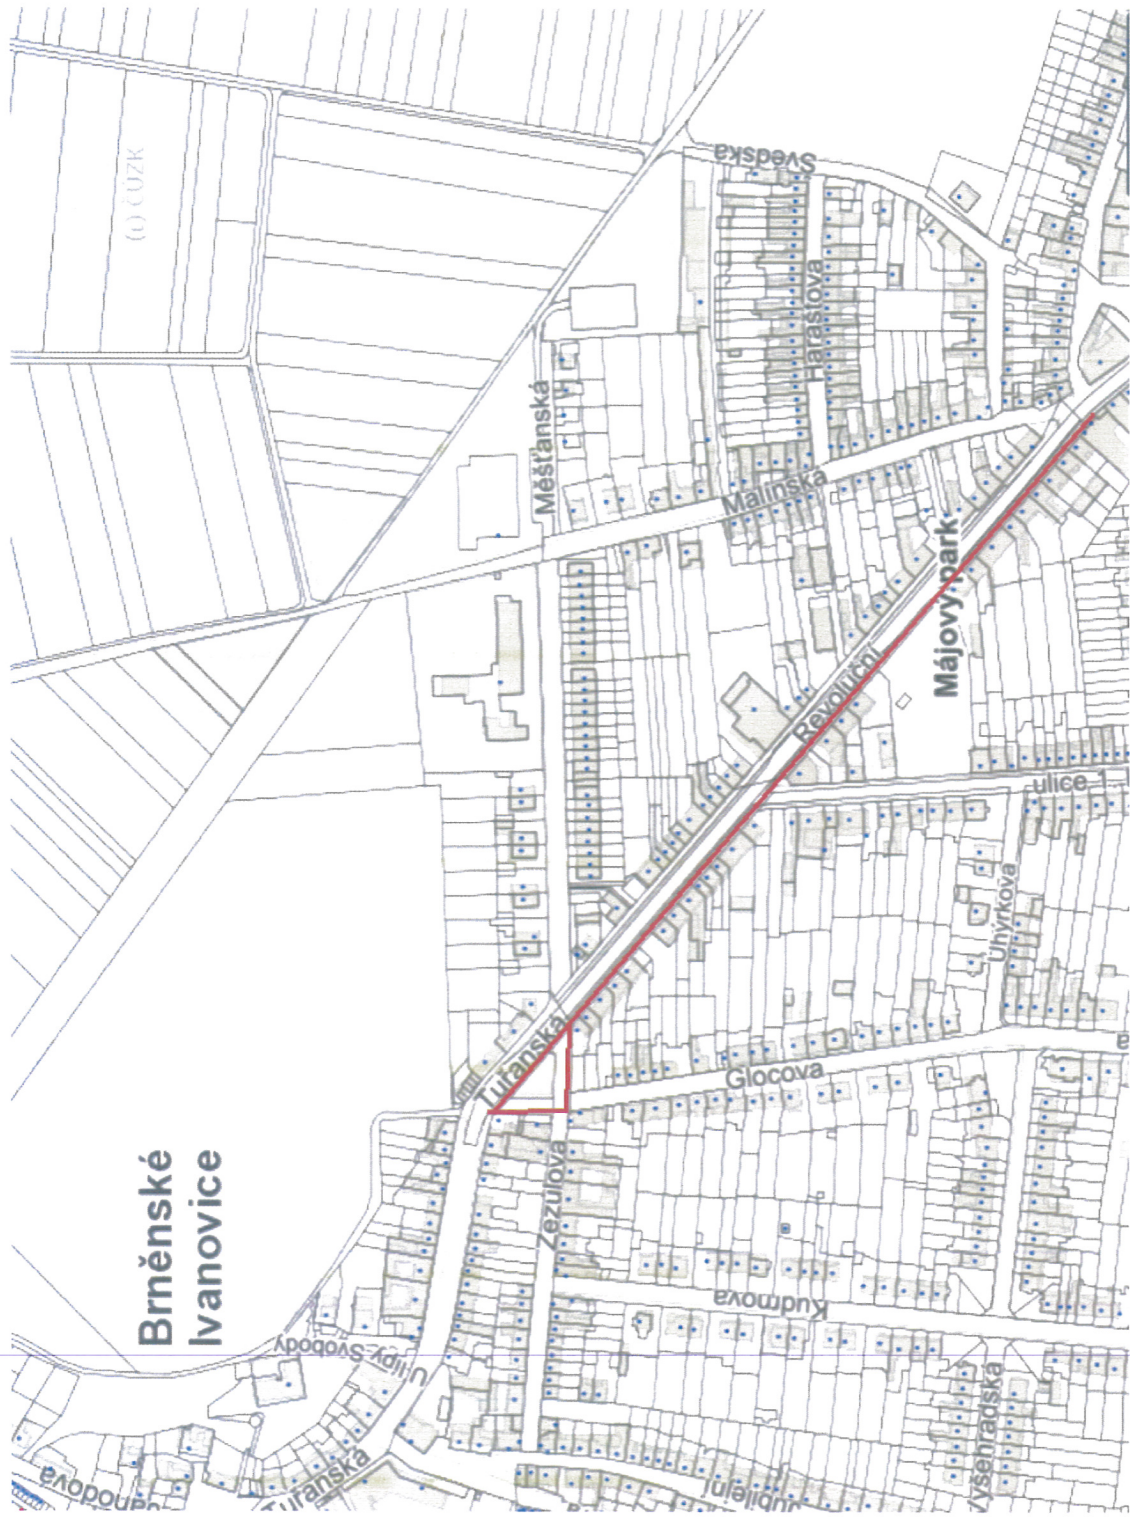 (c) ČÚZK
Švédská
Měšťanská
Harašťova
Malínská
Májový park
Revoluční
ulice 1.
Uhýrkova
Tuřanská
Glocova
Brněnské
Ivanovice
Zezulova
Kudrnova
U lípy Svobody
Vyšehradská
Tuřanská
Jahodová
Jubilejní